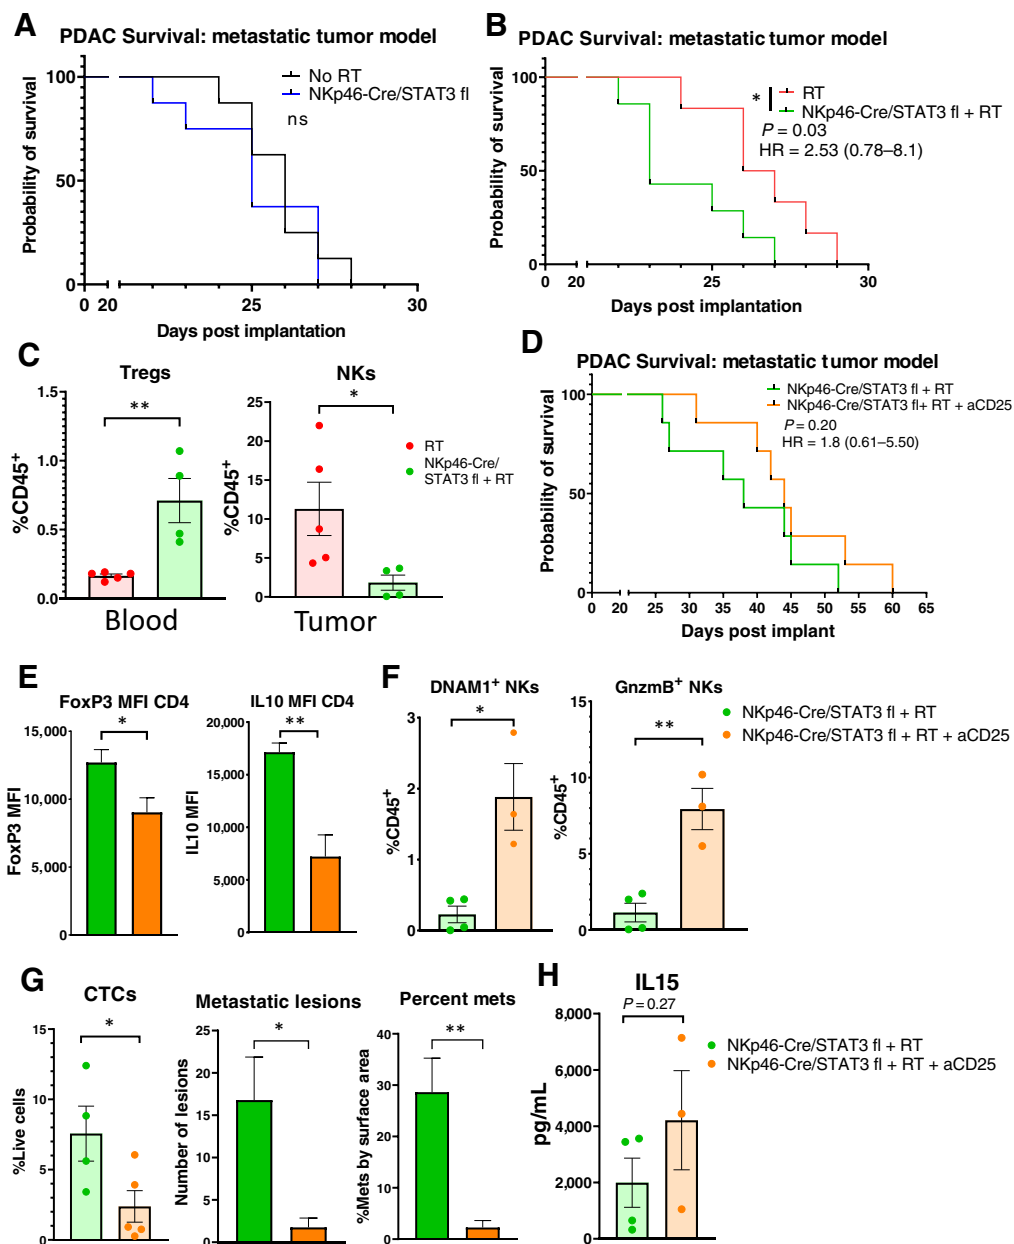 A
PDAC Survival: metastatic tumor model
Probability of survival
100
50
0
No RT
NKp46-Cre/STAT3 fl
ns
0 20 25 30
Days post implantation
B
PDAC Survival: metastatic tumor model
Probability of survival
100
50
0
RT
NKp46-Cre/STAT3 fl + RT
*
P = 0.03
HR = 2.53 (0.78–8.1)
0 20 25 30
Days post implantation
C
Tregs
%CD45+
1.5
1.0
0.5
0.0
**
Blood
NKs
%CD45+
25
20
15
10
5
0
*
Tumor
RT
NKp46-Cre/
STAT3 fl + RT
D
PDAC Survival: metastatic tumor model
Probability of survival
100
50
0
NKp46-Cre/STAT3 fl + RT
NKp46-Cre/STAT3 fl+ RT + aCD25
P = 0.20
HR = 1.8 (0.61–5.50)
0 20 25 30 35 40 45 55 60 65
Days post implant
E
FoxP3 MFI CD4
FoxP3 MFI
15,000
10,000
5,000
0
*
IL10 MFI CD4
IL10 MFI
20,000
15,000
10,000
5,000
0
**
F
DNAM1+ NKs
%CD45+
3
2
1
0
*
GnzmB+ NKs
%CD45+
15
10
5
0
**
NKp46-Cre/STAT3 fl + RT
NKp46-Cre/STAT3 fl + RT + aCD25
G
CTCs
%Live cells
15
10
5
0
*
Metastatic lesions
Number of lesions
25
20
15
10
5
0
*
Percent mets
%Mets by surface area
40
30
20
10
0
**
H
IL15
P = 0.27
pg/mL
8,000
6,000
4,000
2,000
0
NKp46-Cre/STAT3 fl + RT
NKp46-Cre/STAT3 fl + RT + aCD25